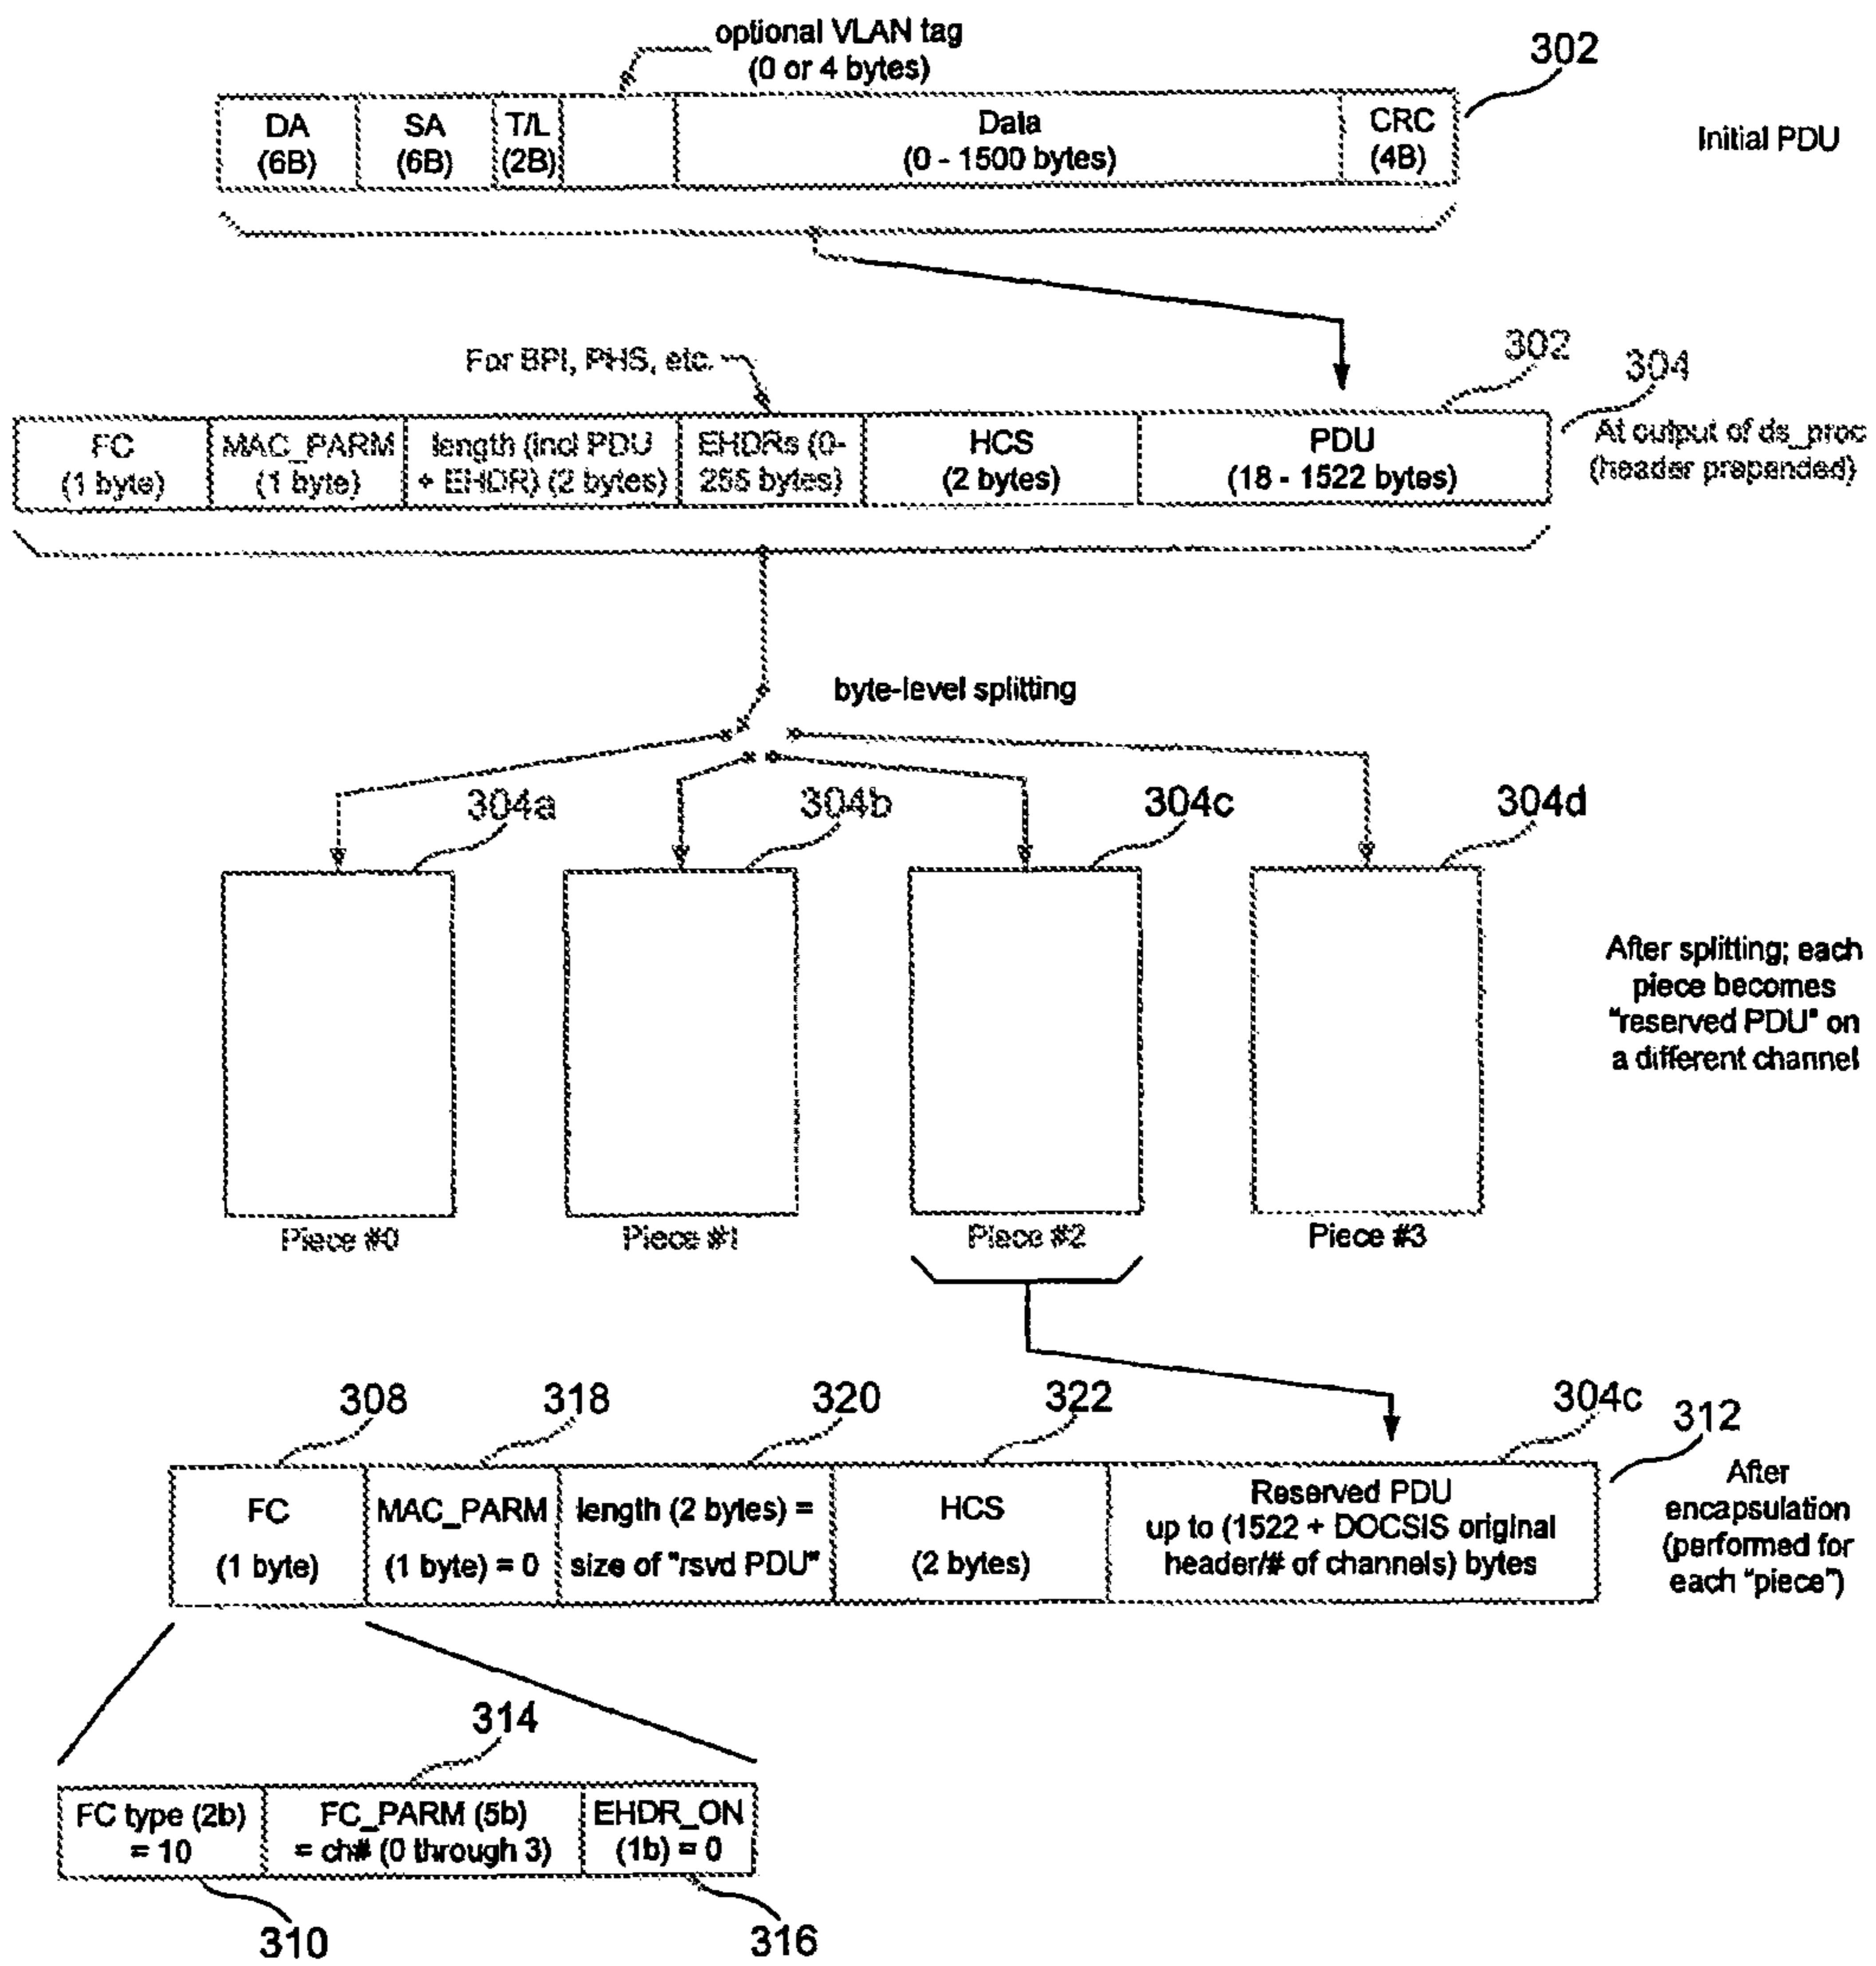 optional VLAN tag
(0 or 4 bytes)
302
DA
(6B)
SA
(6B)
T/L
(2B)
Data
(0 - 1500 bytes)
CRC
(4B)
Initial PDU
For BPI, PHS, etc.
302
304
FC
(1 byte)
MAC_PARM
(1 byte)
length (incl PDU
+ EHDR) (2 bytes)
EHDRs (0-
255 bytes)
HCS
(2 bytes)
PDU
(18 - 1522 bytes)
At output of ds_proc
(header prepended)
byte-level splitting
304a
304b
304c
304d
After splitting; each
piece becomes
"reserved PDU" on
a different channel
Piece #0
Piece #1
Piece #2
Piece #3
308
318
320
322
304c
312
FC
(1 byte)
MAC_PARM
(1 byte) = 0
length (2 bytes) =
size of "rsvd PDU"
HCS
(2 bytes)
Reserved PDU
up to (1522 + DOCSIS original
header/# of channels) bytes
After
encapsulation
(performed for
each "piece")
314
FC type (2b)
= 10
FC_PARM (5b)
= ch# (0 through 3)
EHDR_ON
(1b) = 0
310
316